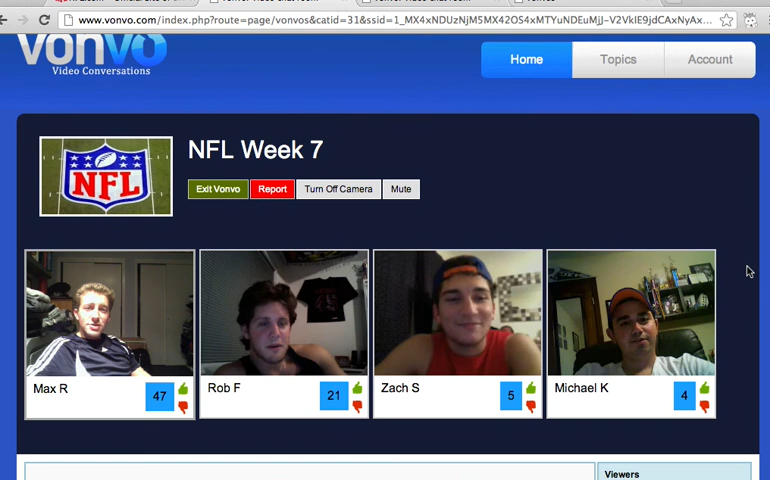 www.vonvo.com/index.php?route=page/vonvos&catid=31&ssid=1_MX4xNDUzNjM5MX42OS4xMTYuNDEuMjJ-V2VkIE9jdCAxNyAx...
vonvo
Video Conversations
Home
Topics
Account
NFL
NFL Week 7
Exit Vonvo
Report
Turn Off Camera
Mute
Max R
47
Rob F
21
Zach S
5
Michael K
4
Viewers